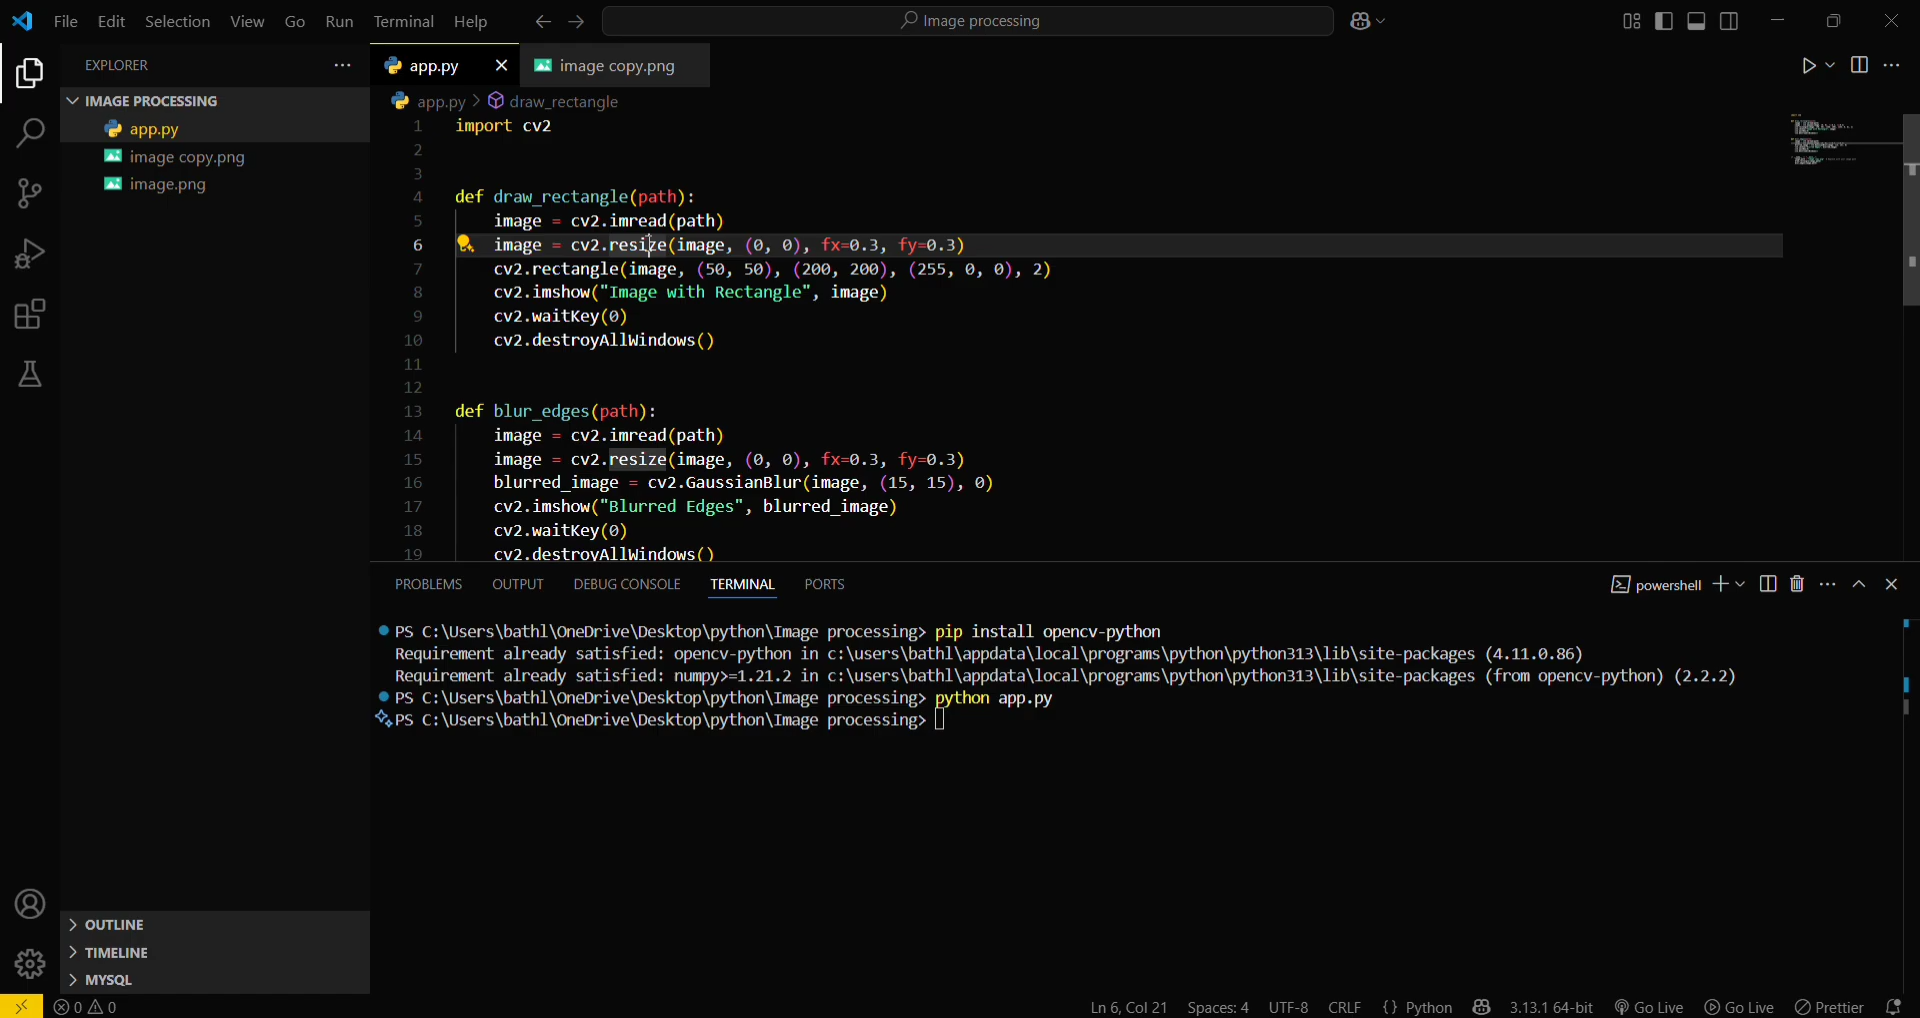 File Edit Selection View Go Run Terminal Help
Image processing
EXPLORER
IMAGE PROCESSING
app.py
image copy.png
image.png
OUTLINE
TIMELINE
MYSQL
app.py
image copy.png
app.py > draw_rectangle
1 import cv2
2
3
4 def draw_rectangle(path):
5 image = cv2.imread(path)
6 image = cv2.resize(image, (0, 0), fx=0.3, fy=0.3)
7 cv2.rectangle(image, (50, 50), (200, 200), (255, 0, 0), 2)
8 cv2.imshow("Image with Rectangle", image)
9 cv2.waitKey(0)
10 cv2.destroyAllWindows()
11
12
13 def blur_edges(path):
14 image = cv2.imread(path)
15 image = cv2.resize(image, (0, 0), fx=0.3, fy=0.3)
16 blurred_image = cv2.GaussianBlur(image, (15, 15), 0)
17 cv2.imshow("Blurred Edges", blurred_image)
18 cv2.waitKey(0)
19 cv2.destroyAllWindows()
PROBLEMS OUTPUT DEBUG CONSOLE TERMINAL PORTS
powershell
PS C:\Users\bathl\OneDrive\Desktop\python\Image processing> pip install opencv-python
Requirement already satisfied: opencv-python in c:\users\bathl\appdata\local\programs\python\python313\lib\site-packages (4.11.0.86)
Requirement already satisfied: numpy>=1.21.2 in c:\users\bathl\appdata\local\programs\python\python313\lib\site-packages (from opencv-python) (2.2.2)
PS C:\Users\bathl\OneDrive\Desktop\python\Image processing> python app.py
PS C:\Users\bathl\OneDrive\Desktop\python\Image processing>
0 0
Ln 6, Col 21 Spaces: 4 UTF-8 CRLF {} Python 3.13.1 64-bit Go Live Go Live Prettier